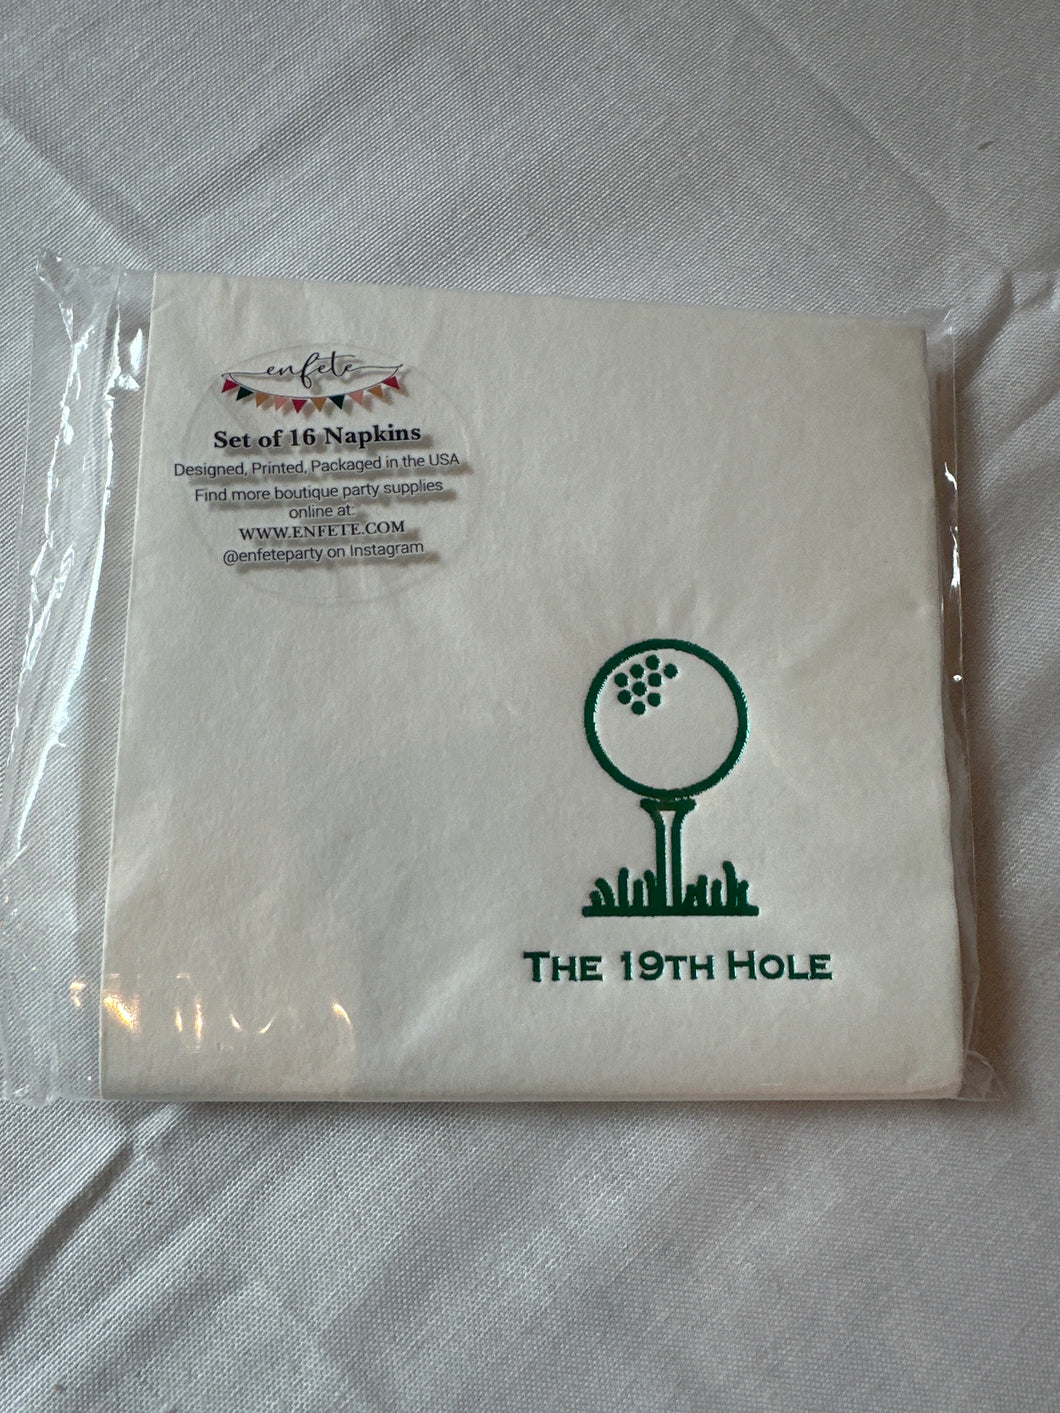 enfete
Set of 16 Napkins
Designed, Printed, Packaged in the USA
Find more boutique party supplies
online at:
WWW.ENFETE.COM
@enfeteparty on Instagram
THE 19TH HOLE